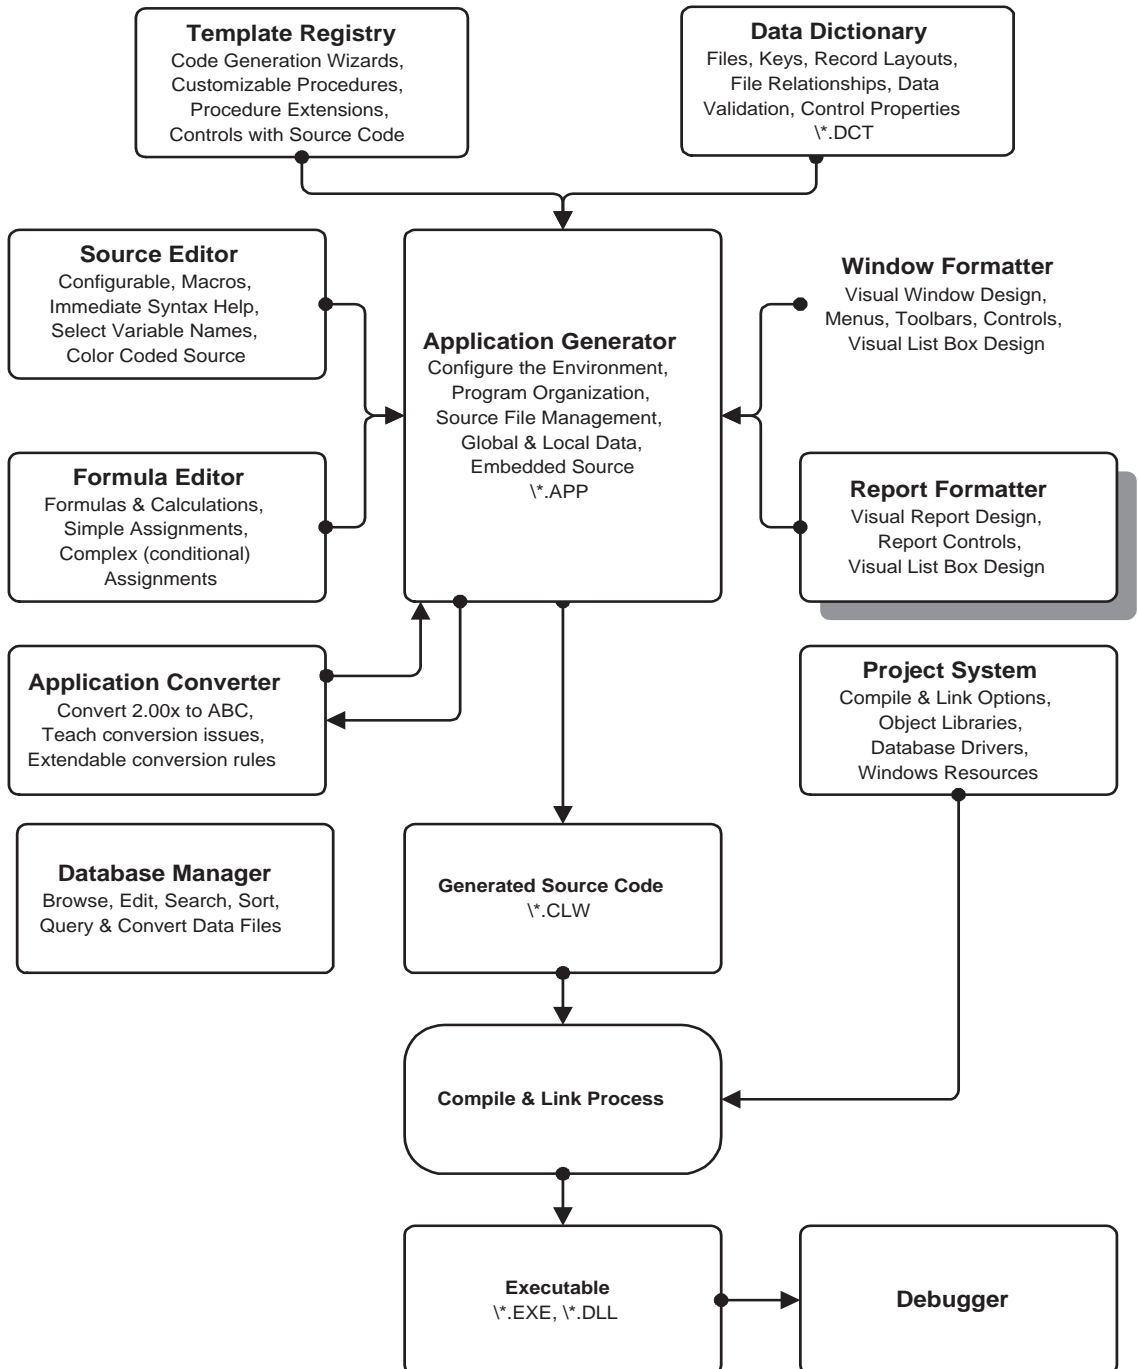 Template Registry
Code Generation Wizards,
Customizable Procedures,
Procedure Extensions,
Controls with Source Code
Data Dictionary
Files, Keys, Record Layouts,
File Relationships, Data
Validation, Control Properties
\*.DCT
Source Editor
Configurable, Macros,
Immediate Syntax Help,
Select Variable Names,
Color Coded Source
Application Generator
Configure the Environment,
Program Organization,
Source File Management,
Global & Local Data,
Embedded Source
\*.APP
Window Formatter
Visual Window Design,
Menus, Toolbars, Controls,
Visual List Box Design
Formula Editor
Formulas & Calculations,
Simple Assignments,
Complex (conditional)
Assignments
Report Formatter
Visual Report Design,
Report Controls,
Visual List Box Design
Application Converter
Convert 2.00x to ABC,
Teach conversion issues,
Extendable conversion rules
Project System
Compile & Link Options,
Object Libraries,
Database Drivers,
Windows Resources
Database Manager
Browse, Edit, Search, Sort,
Query & Convert Data Files
Generated Source Code
\*.CLW
Compile & Link Process
Executable
\*.EXE, \*.DLL
Debugger